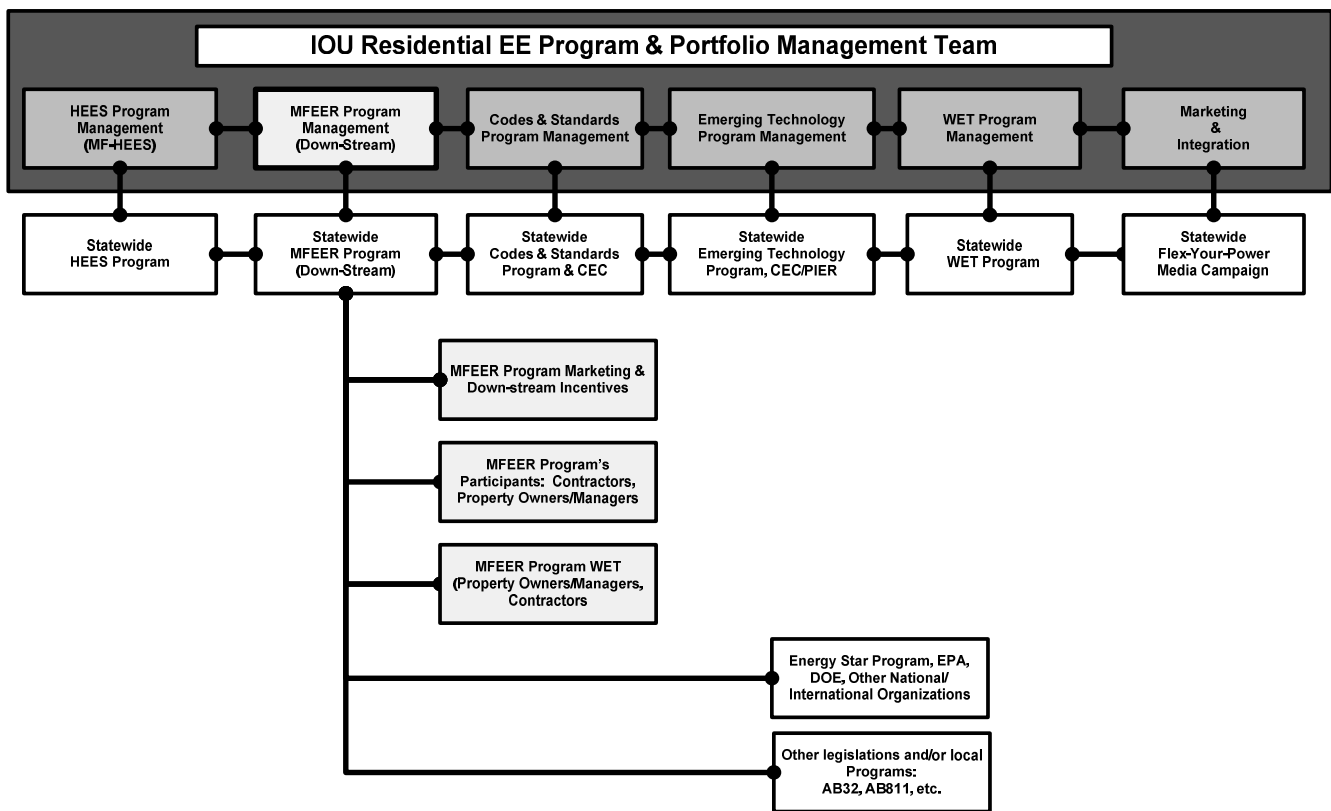 IOU Residential EE Program & Portfolio Management Team
HEES Program
Management
(MF-HEES)
MFEER Program
Management
(Down-Stream)
Codes & Standards
Program Management
Emerging Technology
Program Management
WET Program
Management
Marketing
&
Integration
Statewide
HEES Program
Statewide
MFEER Program
(Down-Stream)
Statewide
Codes & Standards
Program & CEC
Statewide
Emerging Technology
Program, CEC/PIER
Statewide
WET Program
Statewide
Flex-Your-Power
Media Campaign
MFEER Program Marketing &
Down-stream Incentives
MFEER Program's
Participants: Contractors,
Property Owners/Managers
MFEER Program WET
(Property Owners/Managers,
Contractors
Energy Star Program, EPA,
DOE, Other National/
International Organizations
Other legislations and/or local
Programs:
AB32, AB811, etc.